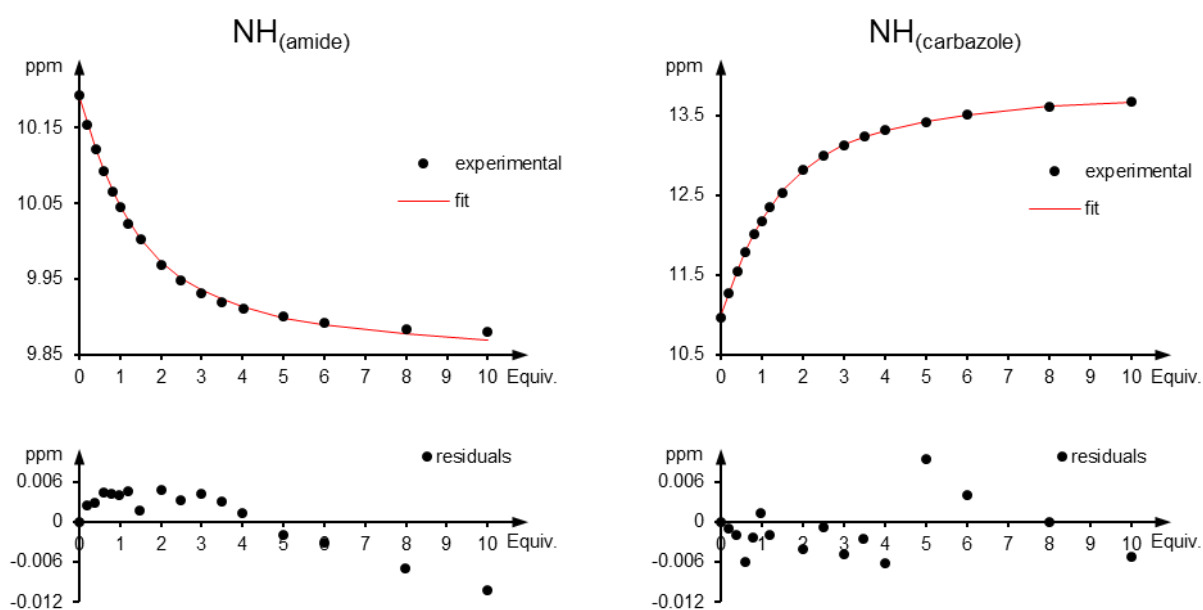 NH(amide)
ppm
10.15
10.05
9.95
9.85
experimental
fit
0 1 2 3 4 5 6 7 8 9 10 Equiv.
NH(carbazole)
ppm
13.5
12.5
11.5
10.5
experimental
fit
0 1 2 3 4 5 6 7 8 9 10 Equiv.
ppm
residuals
0.006
0
-0.006
-0.012
0 1 2 3 4 5 6 7 8 9 10 Equiv.
ppm
residuals
0.006
0
-0.006
-0.012
0 1 2 3 4 5 6 7 8 9 10 Equiv.